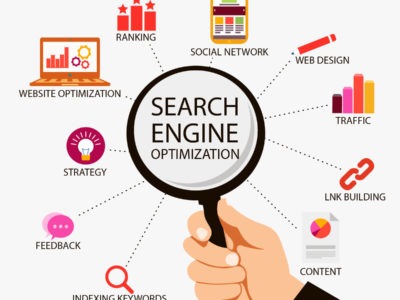 RANKING
SOCIAL NETWORK
WEB DESIGN
WEBSITE OPTIMIZATION
SEARCH
ENGINE
OPTIMIZATION
TRAFFIC
STRATEGY
LNK BUILDING
FEEDBACK
CONTENT
INDEXING KEYWORDS